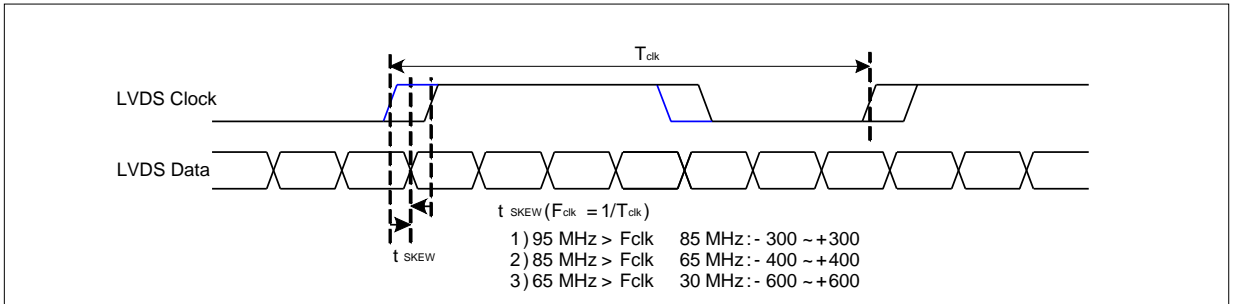 Tclk
LVDS Clock
LVDS Data
t SKEW (Fclk = 1/Tclk)
1) 95 MHz > Fclk 85 MHz : - 300 ~ +300
t SKEW
2) 85 MHz > Fclk 65 MHz : - 400 ~ +400
3) 65 MHz > Fclk 30 MHz : - 600 ~ +600